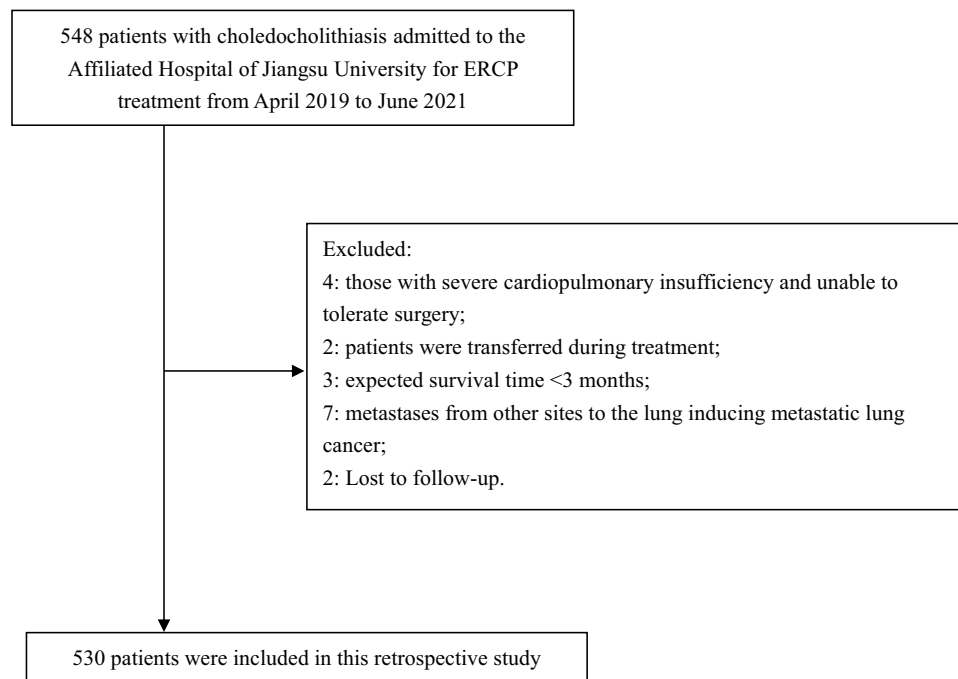 548 patients with choledocholithiasis admitted to the
Affiliated Hospital of Jiangsu University for ERCP
treatment from April 2019 to June 2021
Excluded:
4: those with severe cardiopulmonary insufficiency and unable to
tolerate surgery;
2: patients were transferred during treatment;
3: expected survival time <3 months;
7: metastases from other sites to the lung inducing metastatic lung
cancer;
2: Lost to follow-up.
530 patients were included in this retrospective study